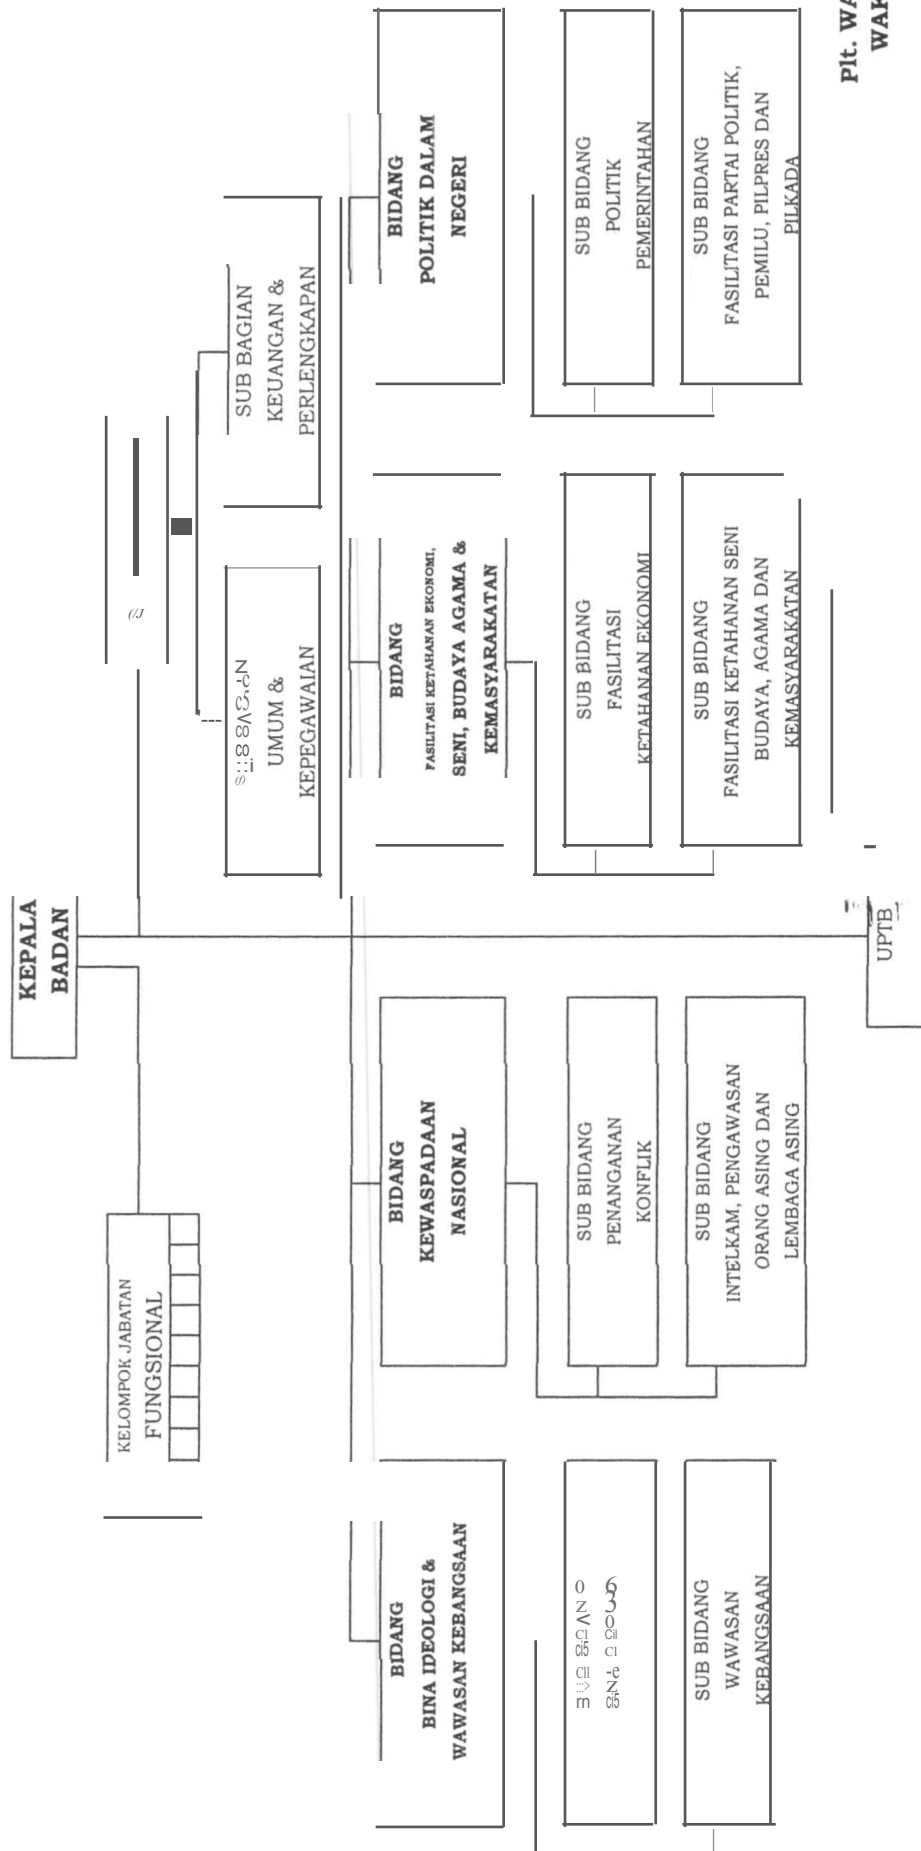 KEPALA
BADAN
KELOMPOK JABATAN
FUNGSIONAL
UMUM &
KEPEGAWAIAN
SUB BAGIAN
KEUANGAN &
PERLENGKAPAN
BIDANG
BINA IDEOLOGI &
WAWASAN KEBANGSAAN
BIDANG
KEWASPADAAN
NASIONAL
BIDANG
FASILITASI KETAHANAN EKONOMI,
SENI, BUDAYA AGAMA &
KEMASYARAKATAN
BIDANG
POLITIK DALAM
NEGERI
SUB BIDANG
PENANGANAN
KONFLIK
SUB BIDANG
FASILITASI
KETAHANAN EKONOMI
SUB BIDANG
POLITIK
PEMERINTAHAN
SUB BIDANG
WAWASAN
KEBANGSAAN
SUB BIDANG
INTELKAM, PENGAWASAN
ORANG ASING DAN
LEMBAGA ASING
SUB BIDANG
FASILITASI KETAHANAN SENI
BUDAYA, AGAMA DAN
KEMASYARAKATAN
SUB BIDANG
FASILITASI PARTAI POLITIK,
PEMILU, PILPRES DAN
PILKADA
UPTB
Plt. WA
WAK